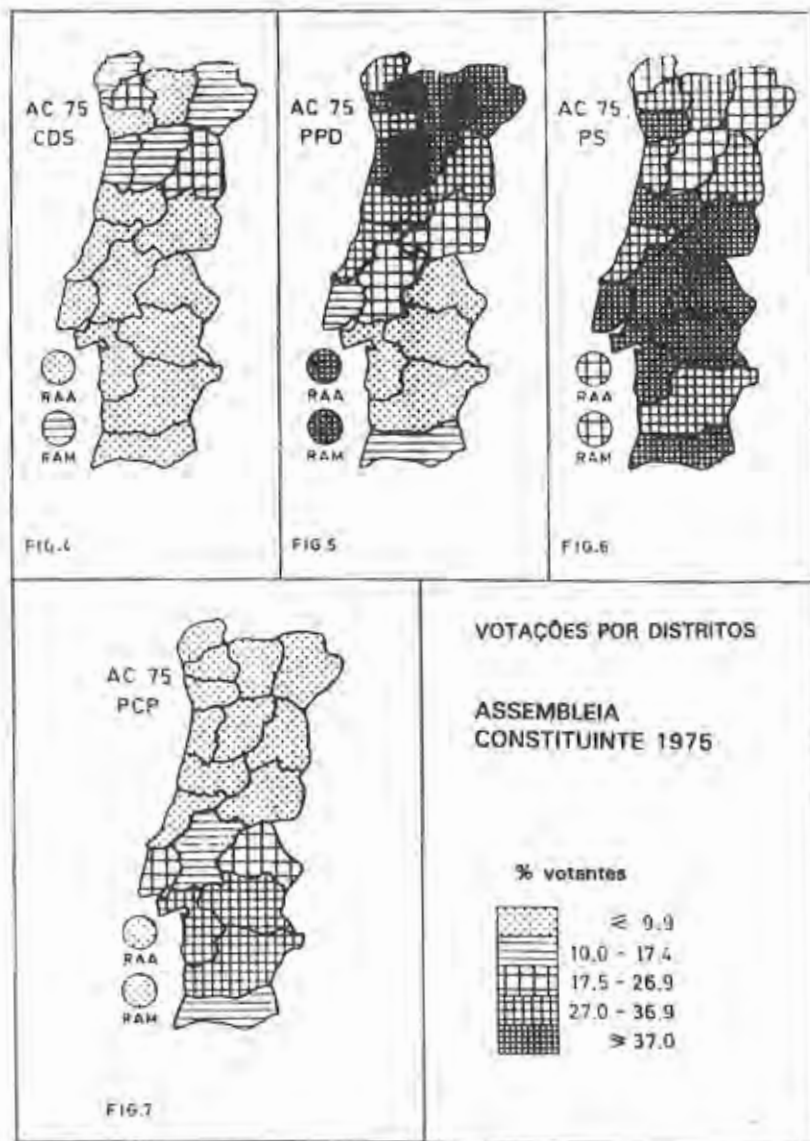 AC 75
CDS
RAA
RAM
FIG.4
AC 75
PPD
RAA
RAM
FIG.5
AC 75
PS
RAA
RAM
FIG.6
AC 75
PCP
RAA
RAM
FIG.7
VOTAÇÕES POR DISTRITOS
ASSEMBLEIA
CONSTITUINTE 1975
% votantes
⩽ 9.9
10.0 - 17.4
17.5 - 26.9
27.0 - 36.9
⩾ 37.0